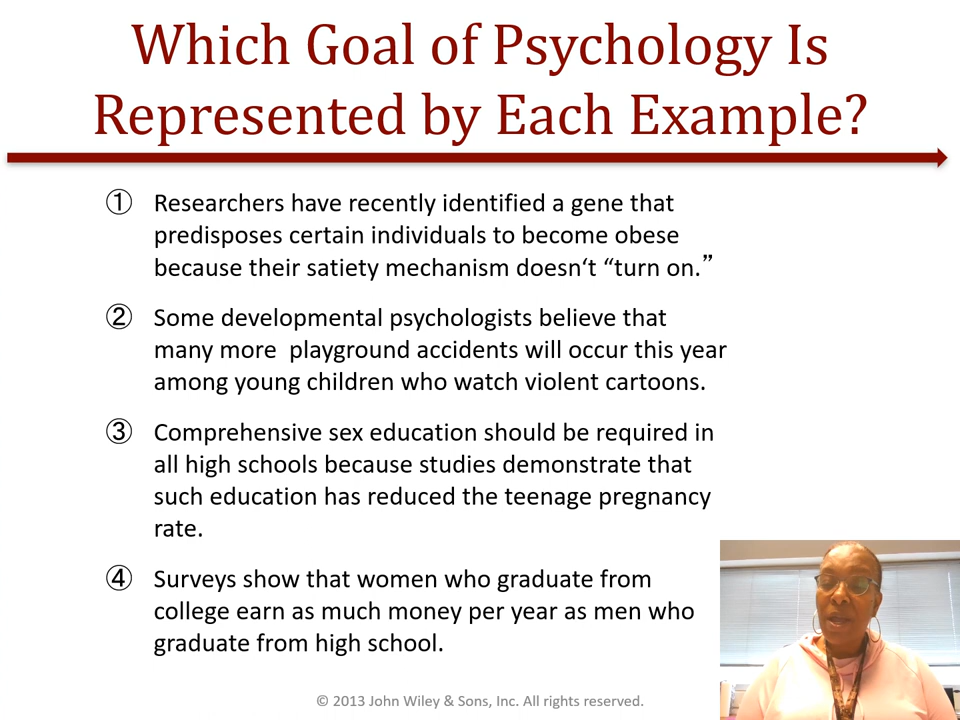 Which Goal of Psychology Is
Represented by Each Example?
① Researchers have recently identified a gene that
predisposes certain individuals to become obese
because their satiety mechanism doesn‘t “turn on.”
② Some developmental psychologists believe that
many more  playground accidents will occur this year
among young children who watch violent cartoons.
③ Comprehensive sex education should be required in
all high schools because studies demonstrate that
such education has reduced the teenage pregnancy
rate.
④ Surveys show that women who graduate from
college earn as much money per year as men who
graduate from high school.
© 2013 John Wiley & Sons, Inc. All rights reserved.